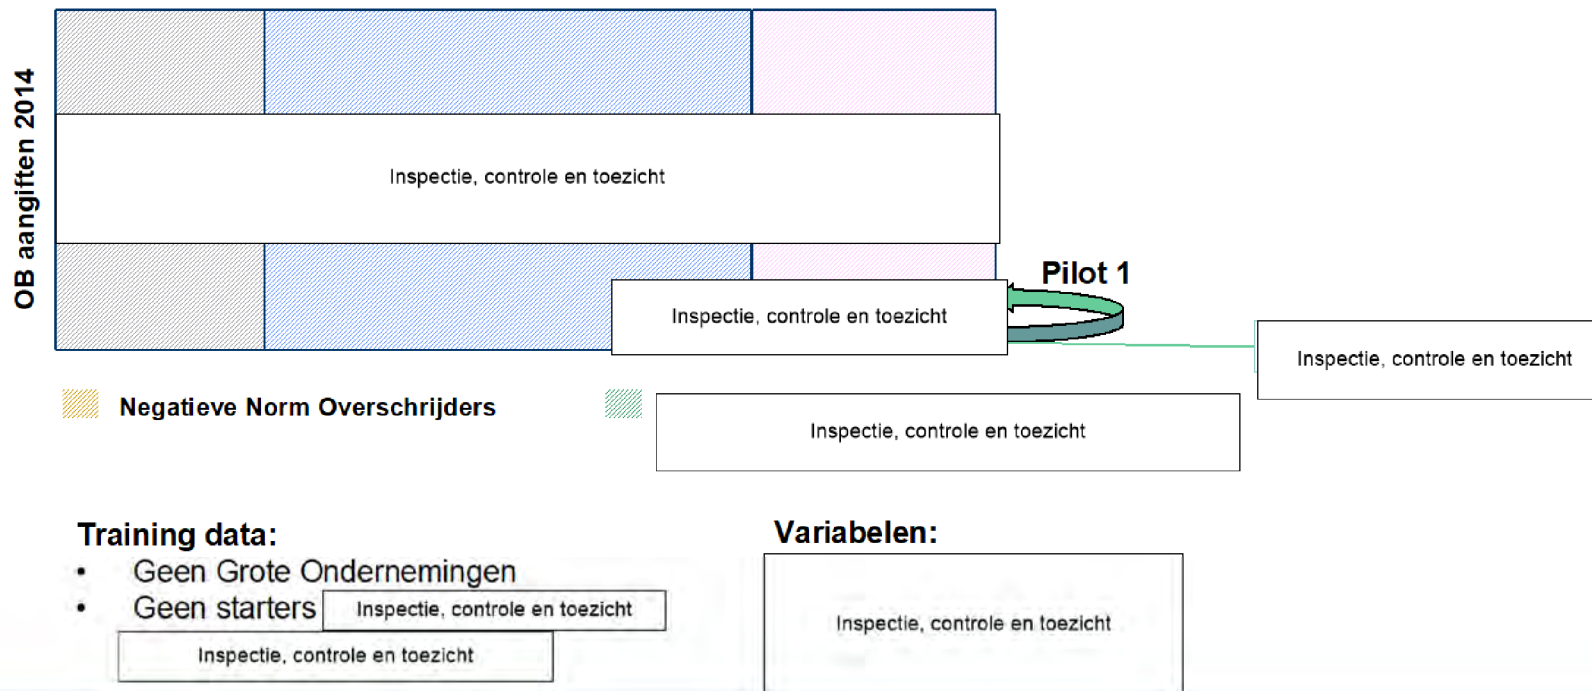 OB aangiften 2014
Inspectie, controle en toezicht
Pilot 1
Inspectie, controle en toezicht
Inspectie, controle en toezicht
Negatieve Norm Overschrijders
Inspectie, controle en toezicht
Training data:
• Geen Grote Ondernemingen
• Geen starters Inspectie, controle en toezicht
Inspectie, controle en toezicht
Variabelen:
Inspectie, controle en toezicht